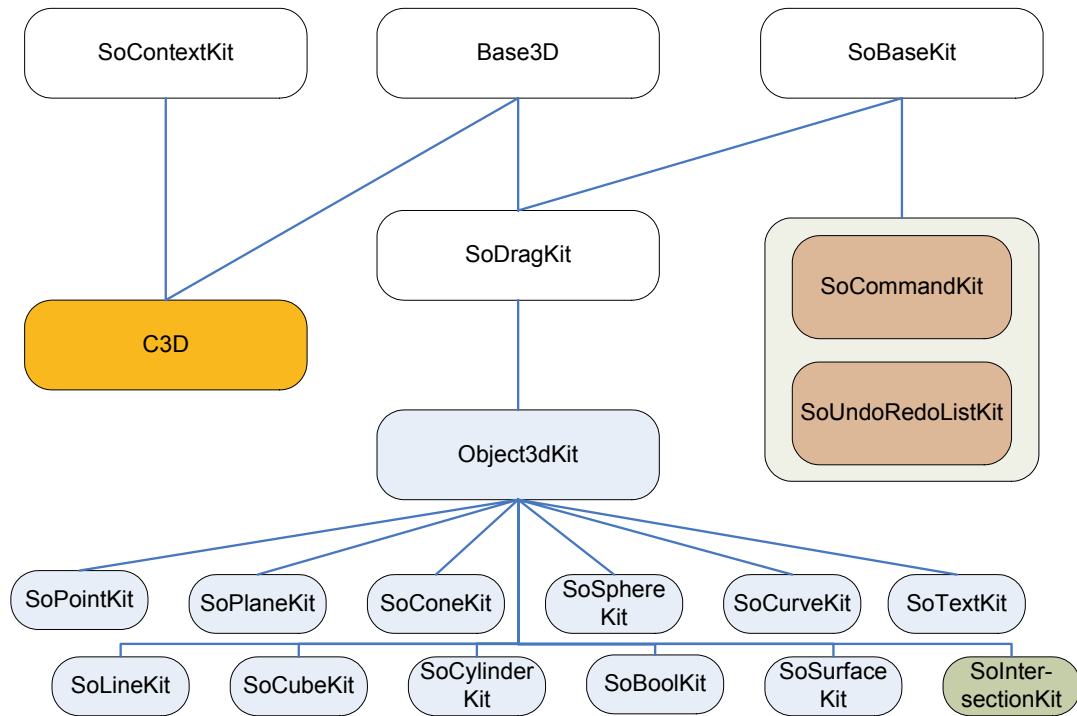 SoContextKit
Base3D
SoBaseKit
SoDragKit
SoCommandKit
C3D
SoUndoRedoListKit
Object3dKit
SoPointKit
SoPlaneKit
SoConeKit
SoSphere
Kit
SoCurveKit
SoTextKit
SoLineKit
SoCubeKit
SoCylinder
Kit
SoBoolKit
SoSurface
Kit
SoInter-
sectionKit